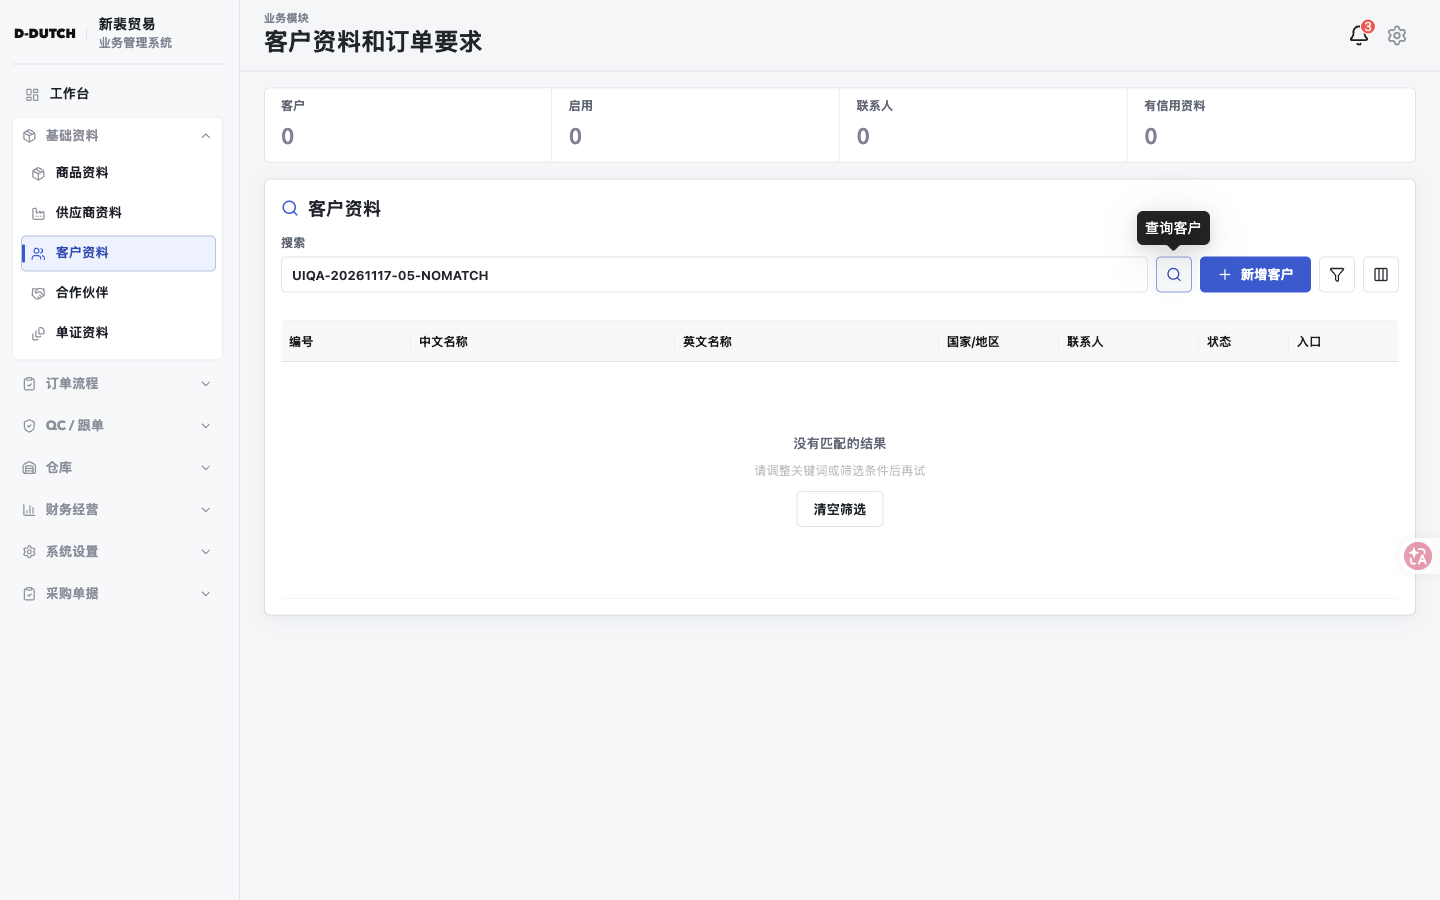 D-DUTCH
新裴贸易
业务管理系统
工作台
基础资料
商品资料
供应商资料
客户资料
合作伙伴
单证资料
订单流程
QC / 跟单
仓库
财务经营
系统设置
采购单据
业务模块
客户资料和订单要求
3
客户
0
启用
0
联系人
0
有信用资料
0
客户资料
搜索
查询客户
UIQA-20261117-05-NOMATCH
新增客户
编号 中文名称 英文名称 国家/地区 联系人 状态 入口
没有匹配的结果
请调整关键词或筛选条件后再试
清空筛选